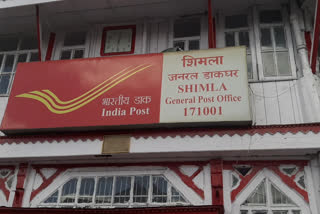 भारतीय डाक
India Post
शिमला
जनरल डाकघर
SHIMLA
General Post Office
171001